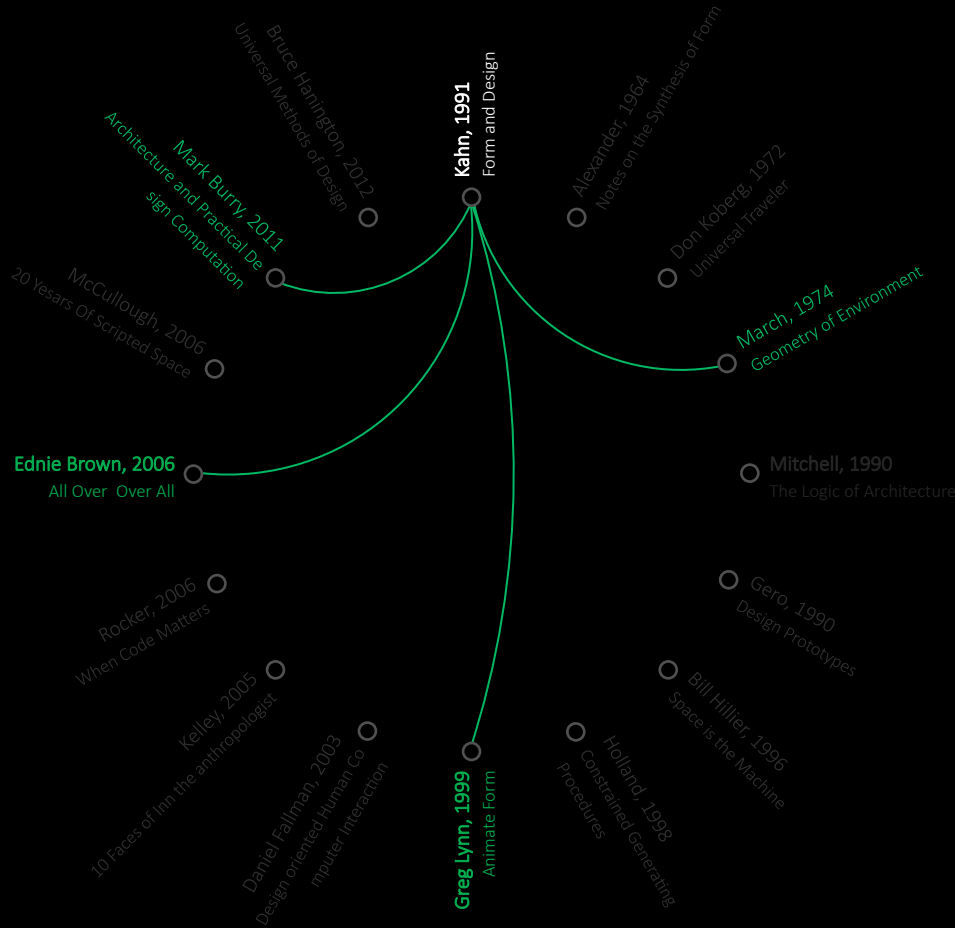 Kahn, 1991
Form and Design
Alexander, 1964
Notes on the Synthesis of Form
Don Koberg, 1972
Universal Traveler
March, 1974
Geometry of Environment
Mitchell, 1990
The Logic of Architecture
Gero, 1990
Design Prototypes
Bill Hillier, 1996
Space is the Machine
Holland, 1998
Constrained Generating
Procedures
Greg Lynn, 1999
Animate Form
Daniel Fallman, 2003
Design oriented Human Co
mputer Interaction
Kelley, 2005
10 Faces of Inn the anthropologist
Rocker, 2006
When Code Matters
Ednie Brown, 2006
All Over  Over All
McCullough, 2006
20 Years Of Scripted Space
Mark Burry, 2011
Architecture and Practical De
sign Computation
Bruce Hanington, 2012
Universal Methods of Design